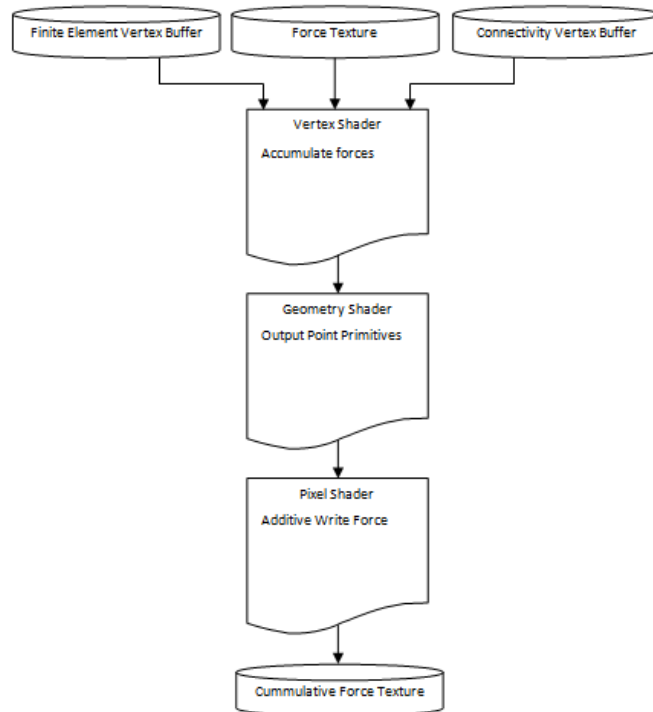 Finite Element Vertex Buffer
Force Texture
Connectivity Vertex Buffer
Vertex Shader
Accumulate forces
Geometry Shader
Output Point Primitives
Pixel Shader
Additive Write Force
Cummulative Force Texture